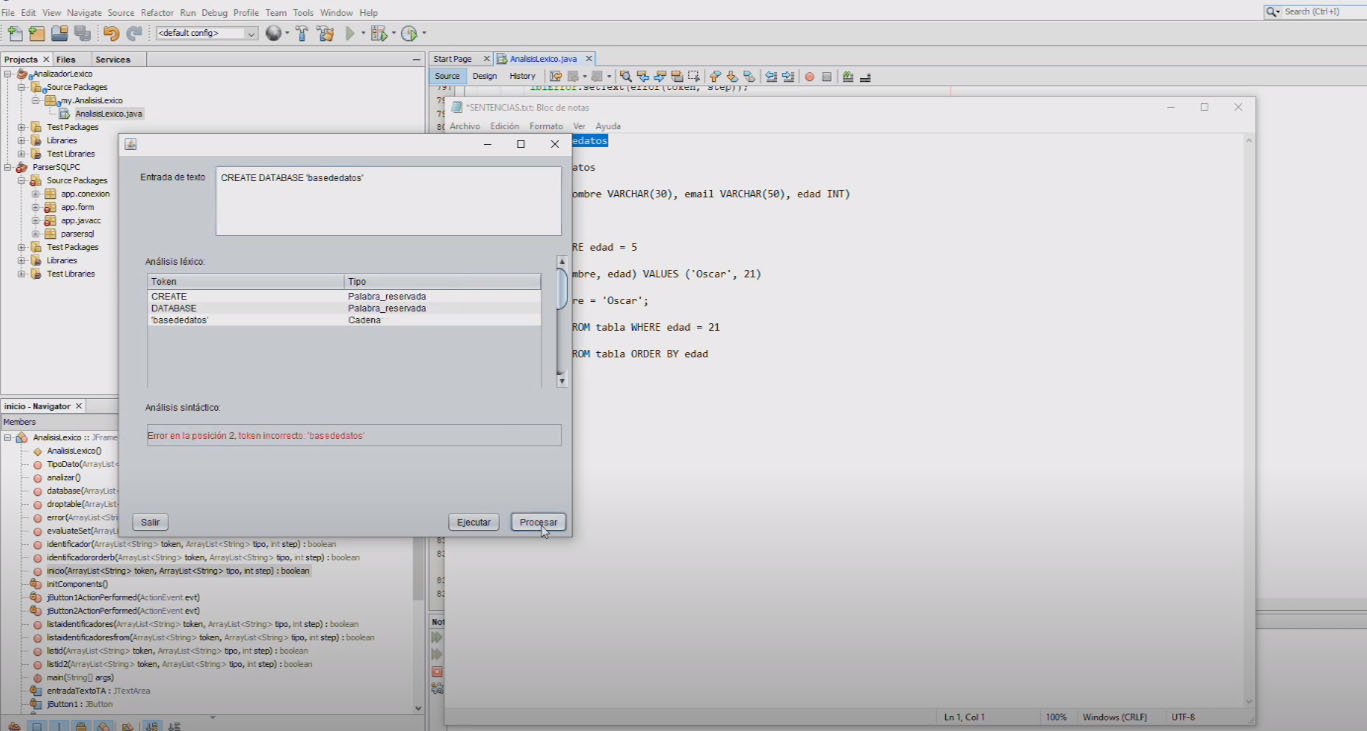 File Edit View Navigate Source Refactor Run Debug Profile Team Tools Window Help
Search (Ctrl+I)
<default config>
Projects Files Services
AnalizadorLexico
Source Packages
my.AnalisisLexico
AnalisisLexico.java
Test Packages
Libraries
Test Libraries
ParserSQLPC
Source Packages
app.conexion
app.form
app.javacc
parsersql
Test Packages
Libraries
Test Libraries
Start Page AnalisisLexico.java
Source Design History
lblError.setText(error(token, step));
*SENTENCIAS.txt: Bloc de notas
Archivo Edición Formato Ver Ayuda
edatos
atos
ombre VARCHAR(30), email VARCHAR(50), edad INT)
RE edad = 5
mbre, edad) VALUES ('Oscar', 21)
re = 'Oscar';
ROM tabla WHERE edad = 21
ROM tabla ORDER BY edad
Ln 1, Col 1 100% Windows (CRLF) UTF-8
Entrada de texto
CREATE DATABASE 'basededatos'
Análisis léxico:
Token Tipo
CREATE Palabra_reservada
DATABASE Palabra_reservada
'basededatos' Cadena
Análisis sintáctico:
Error en la posición 2, token incorrecto: 'basededatos'
Salir Ejecutar Procesar
inicio - Navigator
Members
AnalisisLexico :: JFrame
AnalisisLexico()
TipoDato(ArrayList<
analizar()
database(ArrayList<
droptable(ArrayList
error(ArrayList<Stri
evaluateSet(ArrayLi
identificador(ArrayList<String> token, ArrayList<String> tipo, int step) : boolean
identificadororderb(ArrayList<String> token, ArrayList<String> tipo, int step) : boolean
inicio(ArrayList<String> token, ArrayList<String> tipo, int step) : boolean
initComponents()
jButton1ActionPerformed(ActionEvent evt)
jButton2ActionPerformed(ActionEvent evt)
listaidentificadores(ArrayList<String> token, ArrayList<String> tipo, int step) : boolean
listaidentificadoresfrom(ArrayList<String> token, ArrayList<String> tipo, int step) : boolean
listid(ArrayList<String> token, ArrayList<String> tipo, int step) : boolean
listid2(ArrayList<String> token, ArrayList<String> tipo, int step) : boolean
main(String[] args)
entradaTextoTA : JTextArea
jButton1 : JButton